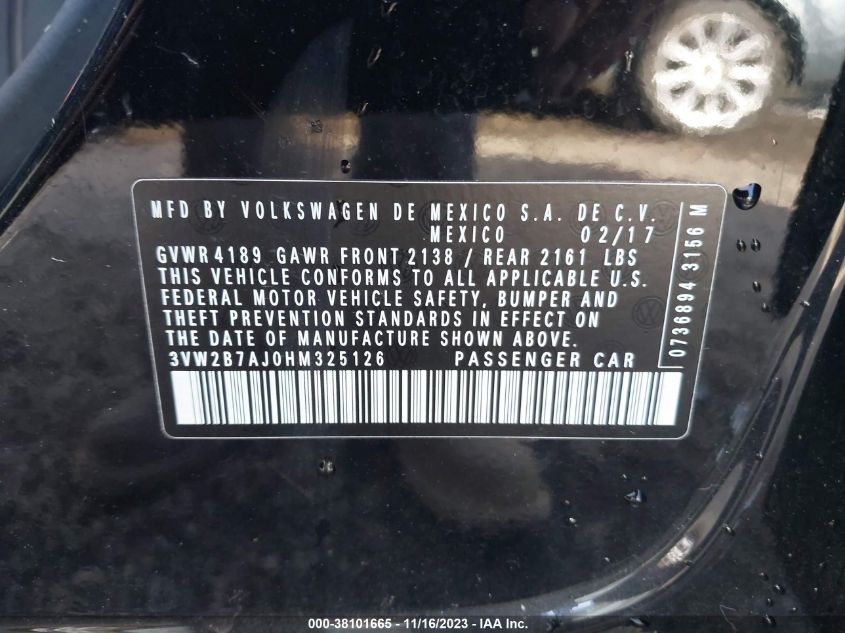 MFD BY VOLKSWAGEN DE MEXICO S.A. DE C.V.
MEXICO 02/17
GVWR 4189 GAWR FRONT 2138 / REAR 2161 LBS
THIS VEHICLE CONFORMS TO ALL APPLICABLE U.S.
FEDERAL MOTOR VEHICLE SAFETY, BUMPER AND
THEFT PREVENTION STANDARDS IN EFFECT ON
THE DATE OF MANUFACTURE SHOWN ABOVE.
3VW2B7AJ0HM325126 PASSENGER CAR
0736894 3156 M
000-38101665 - 11/16/2023 - IAA Inc.